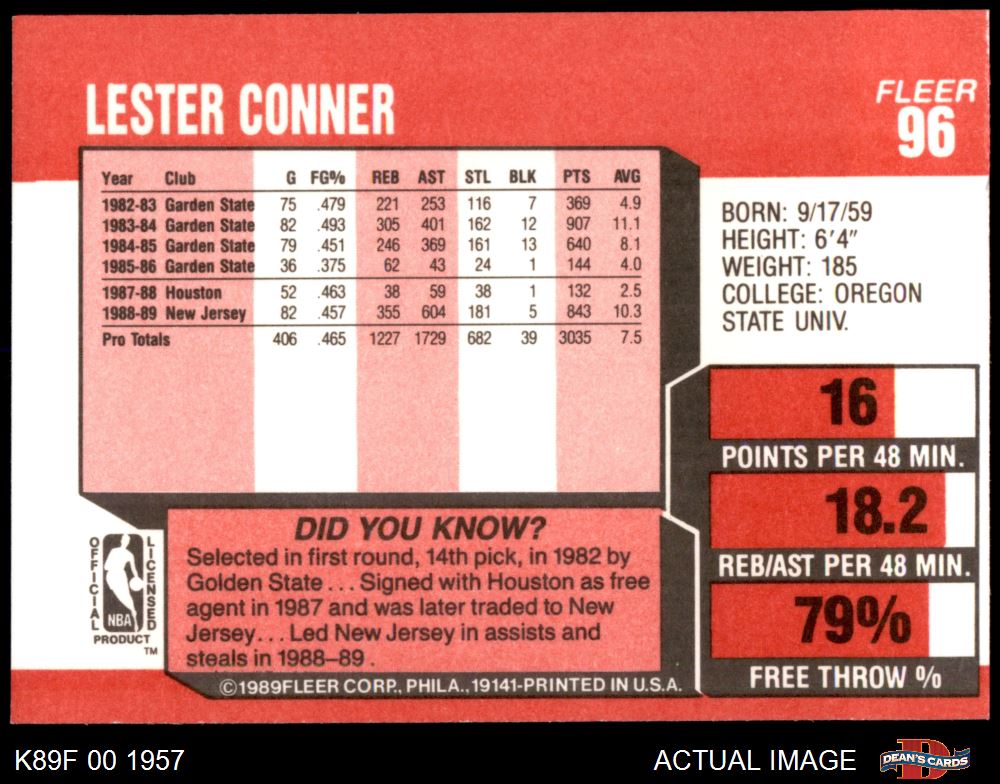 LESTER CONNER
FLEER
96
Year Club G FG% REB AST STL BLK PTS AVG
1982-83 Garden State 75 .479 221 253 116 7 369 4.9
1983-84 Garden State 82 .493 305 401 162 12 907 11.1
1984-85 Garden State 79 .451 246 369 161 13 640 8.1
1985-86 Garden State 36 .375 62 43 24 1 144 4.0
1987-88 Houston 52 .463 38 59 38 1 132 2.5
1988-89 New Jersey 82 .457 355 604 181 5 843 10.3
Pro Totals 406 .465 1227 1729 682 39 3035 7.5
BORN: 9/17/59
HEIGHT: 6'4"
WEIGHT: 185
COLLEGE: OREGON
STATE UNIV.
16
POINTS PER 48 MIN.
18.2
REB/AST PER 48 MIN.
79%
FREE THROW %
OFFICIAL
LICENSED
NBA
PRODUCT
TM
DID YOU KNOW?
Selected in first round, 14th pick, in 1982 by
Golden State ... Signed with Houston as free
agent in 1987 and was later traded to New
Jersey... Led New Jersey in assists and
steals in 1988–89 .
©1989FLEER CORP., PHILA., 19141-PRINTED IN U.S.A.
K89F 00 1957
ACTUAL IMAGE
DEAN'S CARDS